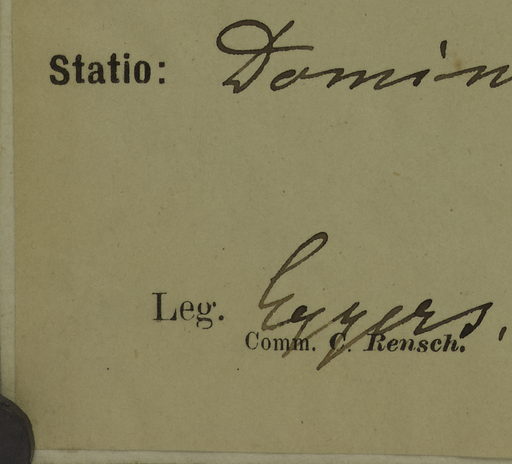 Statio: Domin
Leg. Eggers,
Comm. C. Rensch.